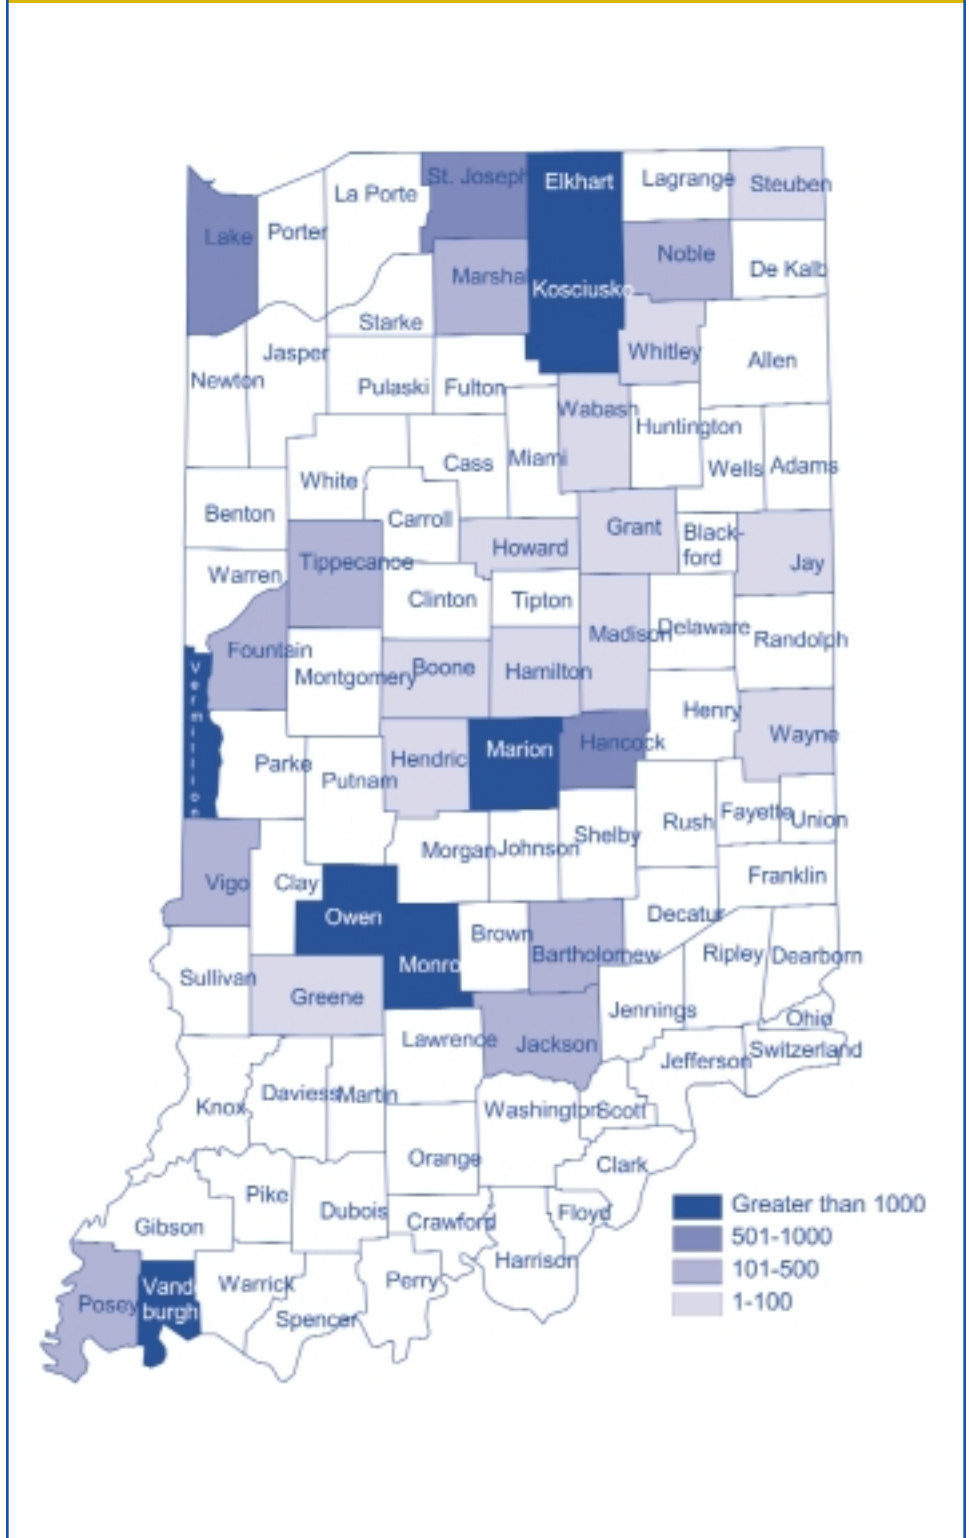 St. Joseph
Elkhart
Lagrange
Steuben
La Porte
Lake
Porter
Noble
De Kalb
Marshal
Kosciusko
Starke
Whitley
Allen
Jasper
Newton
Pulaski
Fulton
Wabash
Huntington
Miami
Cass
Wells
Adams
White
Benton
Carroll
Grant
Black-
ford
Howard
Jay
Tippecanoe
Warren
Clinton
Tipton
Madison
Delaware
Randolph
Fountain
Boone
Hamilton
Montgomery
Vermillion
Henry
Wayne
Marion
Hancock
Hendric
Parke
Putnam
Fayette
Union
Rush
Shelby
Morgan
Johnson
Franklin
Vigo
Clay
Owen
Decatur
Brown
Bartholomew
Ripley
Dearborn
Monro
Sullivan
Greene
Jennings
Ohio
Lawrence
Jackson
Switzerland
Jefferson
Daviess
Martin
Knox
Washington
Scott
Orange
Clark
Pike
Dubois
Crawford
Floyd
Gibson
Harrison
Perry
Warrick
Vand
burgh
Posey
Spencer
Greater than 1000
501-1000
101-500
1-100